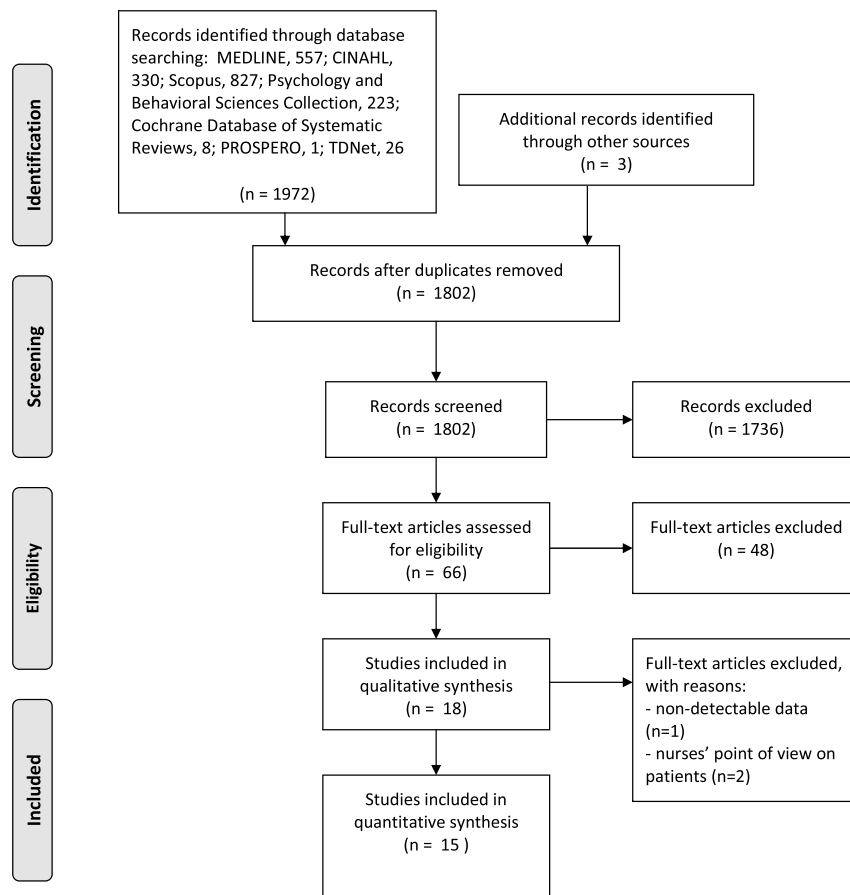 Identification
Records identified through database
searching:  MEDLINE, 557; CINAHL,
330; Scopus, 827; Psychology and
Behavioral Sciences Collection, 223;
Cochrane Database of Systematic
Reviews, 8; PROSPERO, 1; TDNet, 26
(n = 1972)
Additional records identified
through other sources
(n =  3)
Records after duplicates removed
(n =  1802)
Screening
Records screened
(n =  1802)
Records excluded
(n = 1736)
Eligibility
Full-text articles assessed
for eligibility
(n =  66)
Full-text articles excluded
(n = 48)
Studies included in
qualitative synthesis
(n =  18)
Full-text articles excluded,
with reasons:
- non-detectable data
(n=1)
- nurses’ point of view on
patients (n=2)
Included
Studies included in
quantitative synthesis
(n =  15 )